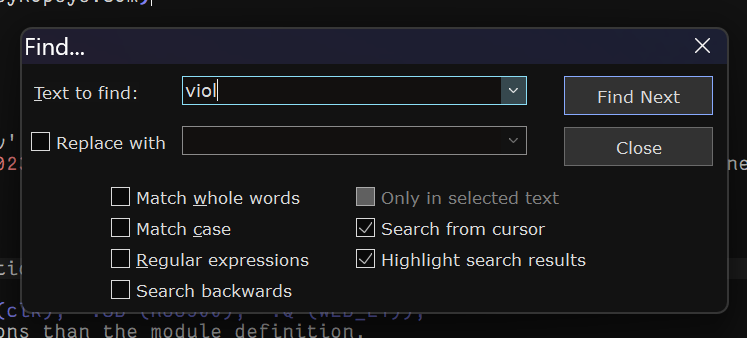 Find...
Text to find:
viol
Find Next
Replace with
Close
Match whole words
Only in selected text
Match case
Search from cursor
Regular expressions
Highlight search results
Search backwards
ons than the module definition.